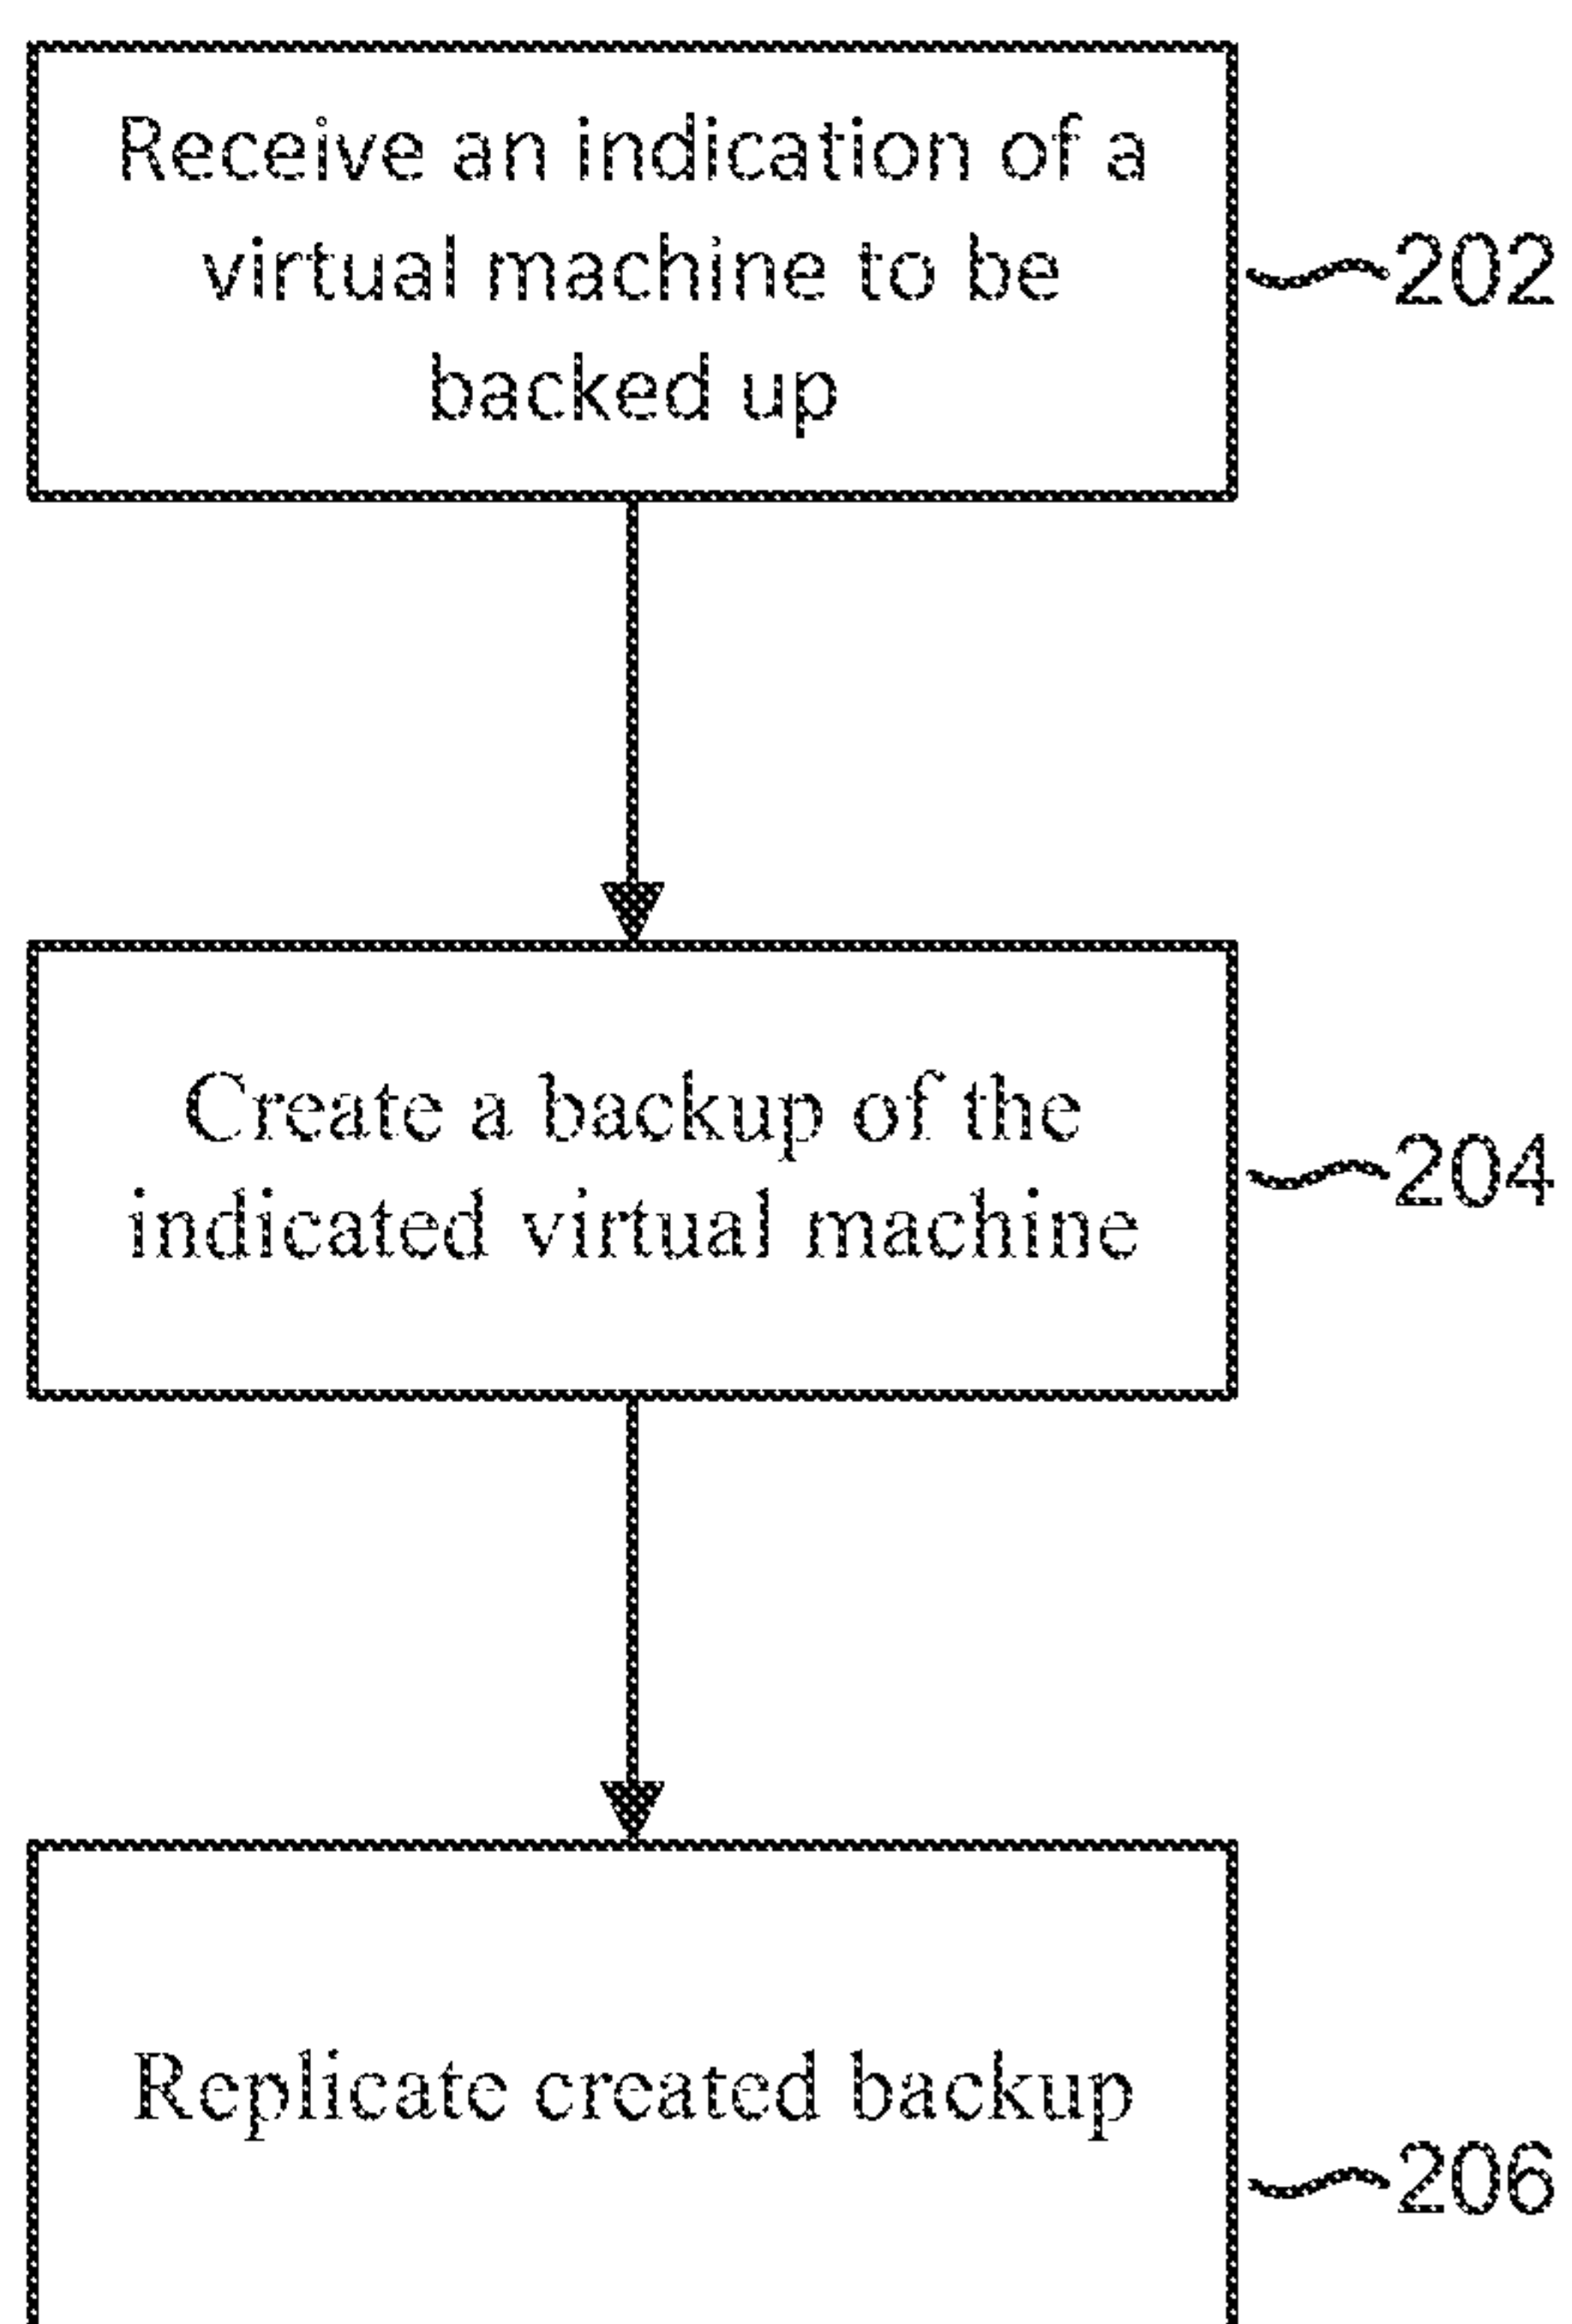 Receive an indication of a
virtual machine to be
backed up
202
Create a backup of the
indicated virtual machine
204
Replicate created backup
206